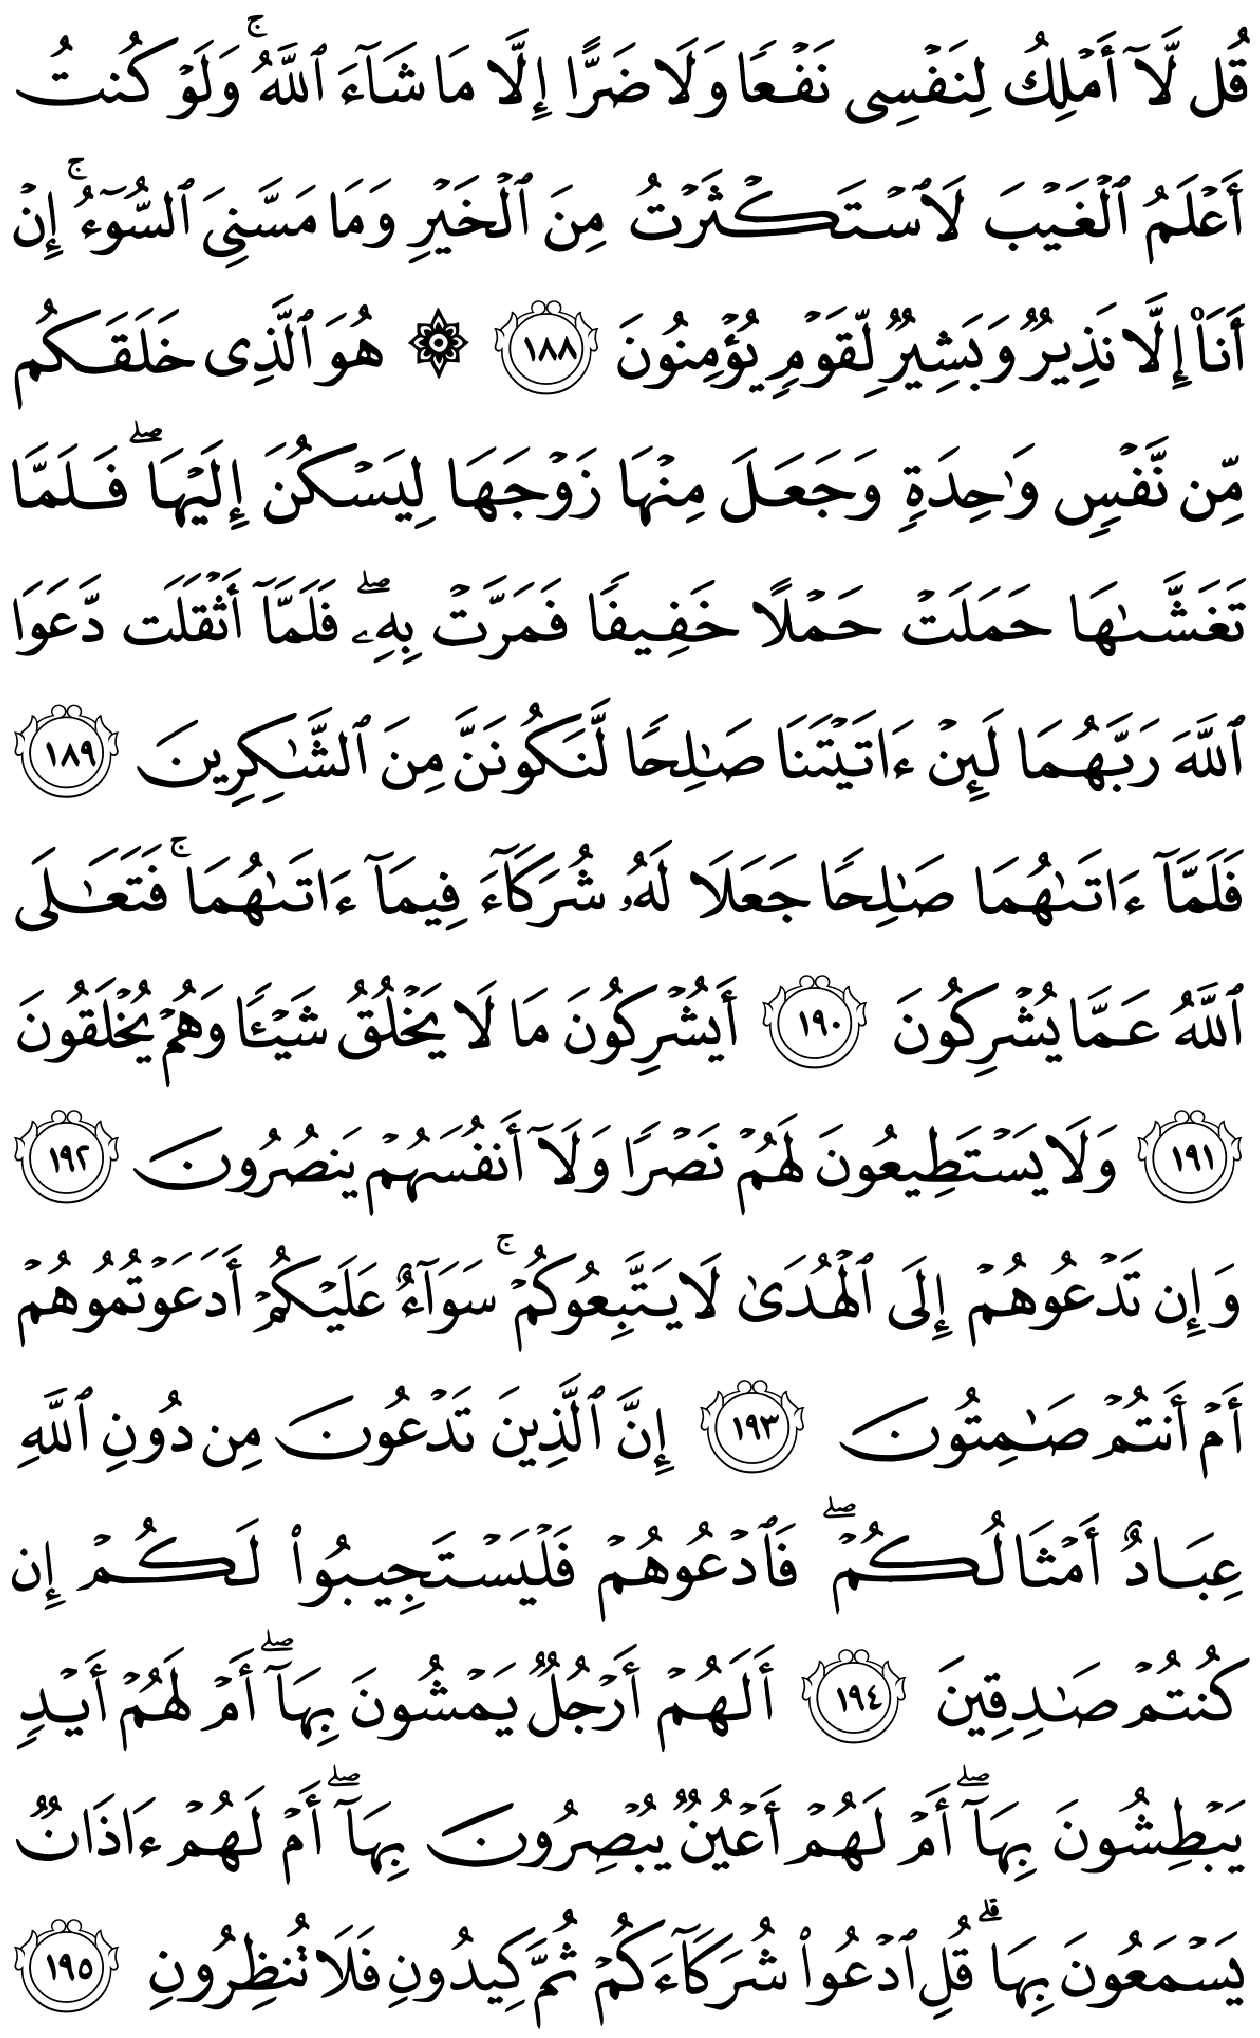 قُل لَّآ أَمۡلِكُ لِنَفۡسِي نَفۡعٗا وَلَا ضَرًّا إِلَّا مَا شَآءَ ٱللَّهُۚ وَلَوۡ كُنتُ
أَعۡلَمُ ٱلۡغَيۡبَ لَٱسۡتَكۡثَرۡتُ مِنَ ٱلۡخَيۡرِ وَمَا مَسَّنِيَ ٱلسُّوٓءُۚ إِنۡ
أَنَا۠ إِلَّا نَذِيرٞ وَبَشِيرٞ لِّقَوۡمٖ يُؤۡمِنُونَ ١٨٨ ۞ هُوَ ٱلَّذِي خَلَقَكُم
مِّن نَّفۡسٖ وَٰحِدَةٖ وَجَعَلَ مِنۡهَا زَوۡجَهَا لِيَسۡكُنَ إِلَيۡهَاۖ فَلَمَّا
تَغَشَّىٰهَا حَمَلَتۡ حَمۡلًا خَفِيفٗا فَمَرَّتۡ بِهِۦۖ فَلَمَّآ أَثۡقَلَت دَّعَوَا
ٱللَّهَ رَبَّهُمَا لَئِنۡ ءَاتَيۡتَنَا صَٰلِحٗا لَّنَكُونَنَّ مِنَ ٱلشَّٰكِرِينَ ١٨٩
فَلَمَّآ ءَاتَىٰهُمَا صَٰلِحٗا جَعَلَا لَهُۥ شُرَكَآءَ فِيمَآ ءَاتَىٰهُمَاۚ فَتَعَٰلَى
ٱللَّهُ عَمَّا يُشۡرِكُونَ ١٩٠ أَيُشۡرِكُونَ مَا لَا يَخۡلُقُ شَيۡـٔٗا وَهُمۡ يُخۡلَقُونَ
١٩١ وَلَا يَسۡتَطِيعُونَ لَهُمۡ نَصۡرٗا وَلَآ أَنفُسَهُمۡ يَنصُرُونَ ١٩٢
وَإِن تَدۡعُوهُمۡ إِلَى ٱلۡهُدَىٰ لَا يَتَّبِعُوكُمۡۚ سَوَآءٌ عَلَيۡكُمۡ أَدَعَوۡتُمُوهُمۡ
أَمۡ أَنتُمۡ صَٰمِتُونَ ١٩٣ إِنَّ ٱلَّذِينَ تَدۡعُونَ مِن دُونِ ٱللَّهِ
عِبَادٌ أَمۡثَالُكُمۡۖ فَٱدۡعُوهُمۡ فَلۡيَسۡتَجِيبُواْ لَكُمۡ إِن
كُنتُمۡ صَٰدِقِينَ ١٩٤ أَلَهُمۡ أَرۡجُلٞ يَمۡشُونَ بِهَآۖ أَمۡ لَهُمۡ أَيۡدٖ
يَبۡطِشُونَ بِهَآۖ أَمۡ لَهُمۡ أَعۡيُنٞ يُبۡصِرُونَ بِهَآۖ أَمۡ لَهُمۡ ءَاذَانٞ
يَسۡمَعُونَ بِهَاۗ قُلِ ٱدۡعُواْ شُرَكَآءَكُمۡ ثُمَّ كِيدُونِ فَلَا تُنظِرُونِ ١٩٥